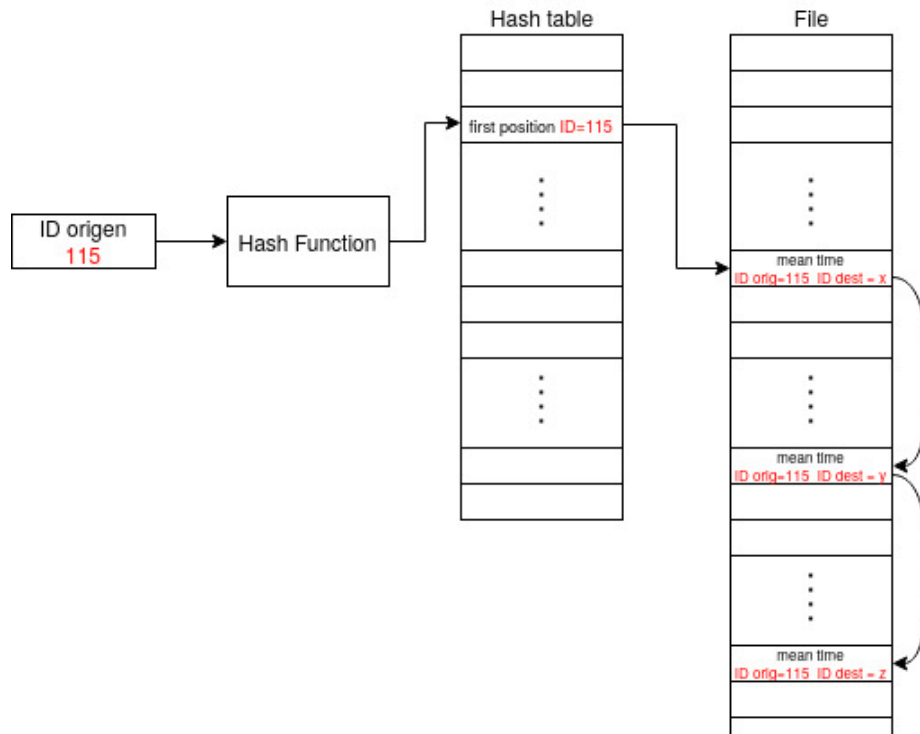 Hash table
File
first position ID=115
ID origen
115
Hash Function
mean time
ID orig=115 ID dest = x
mean time
ID orig=115 ID dest = y
mean time
ID orig=115 ID dest = z